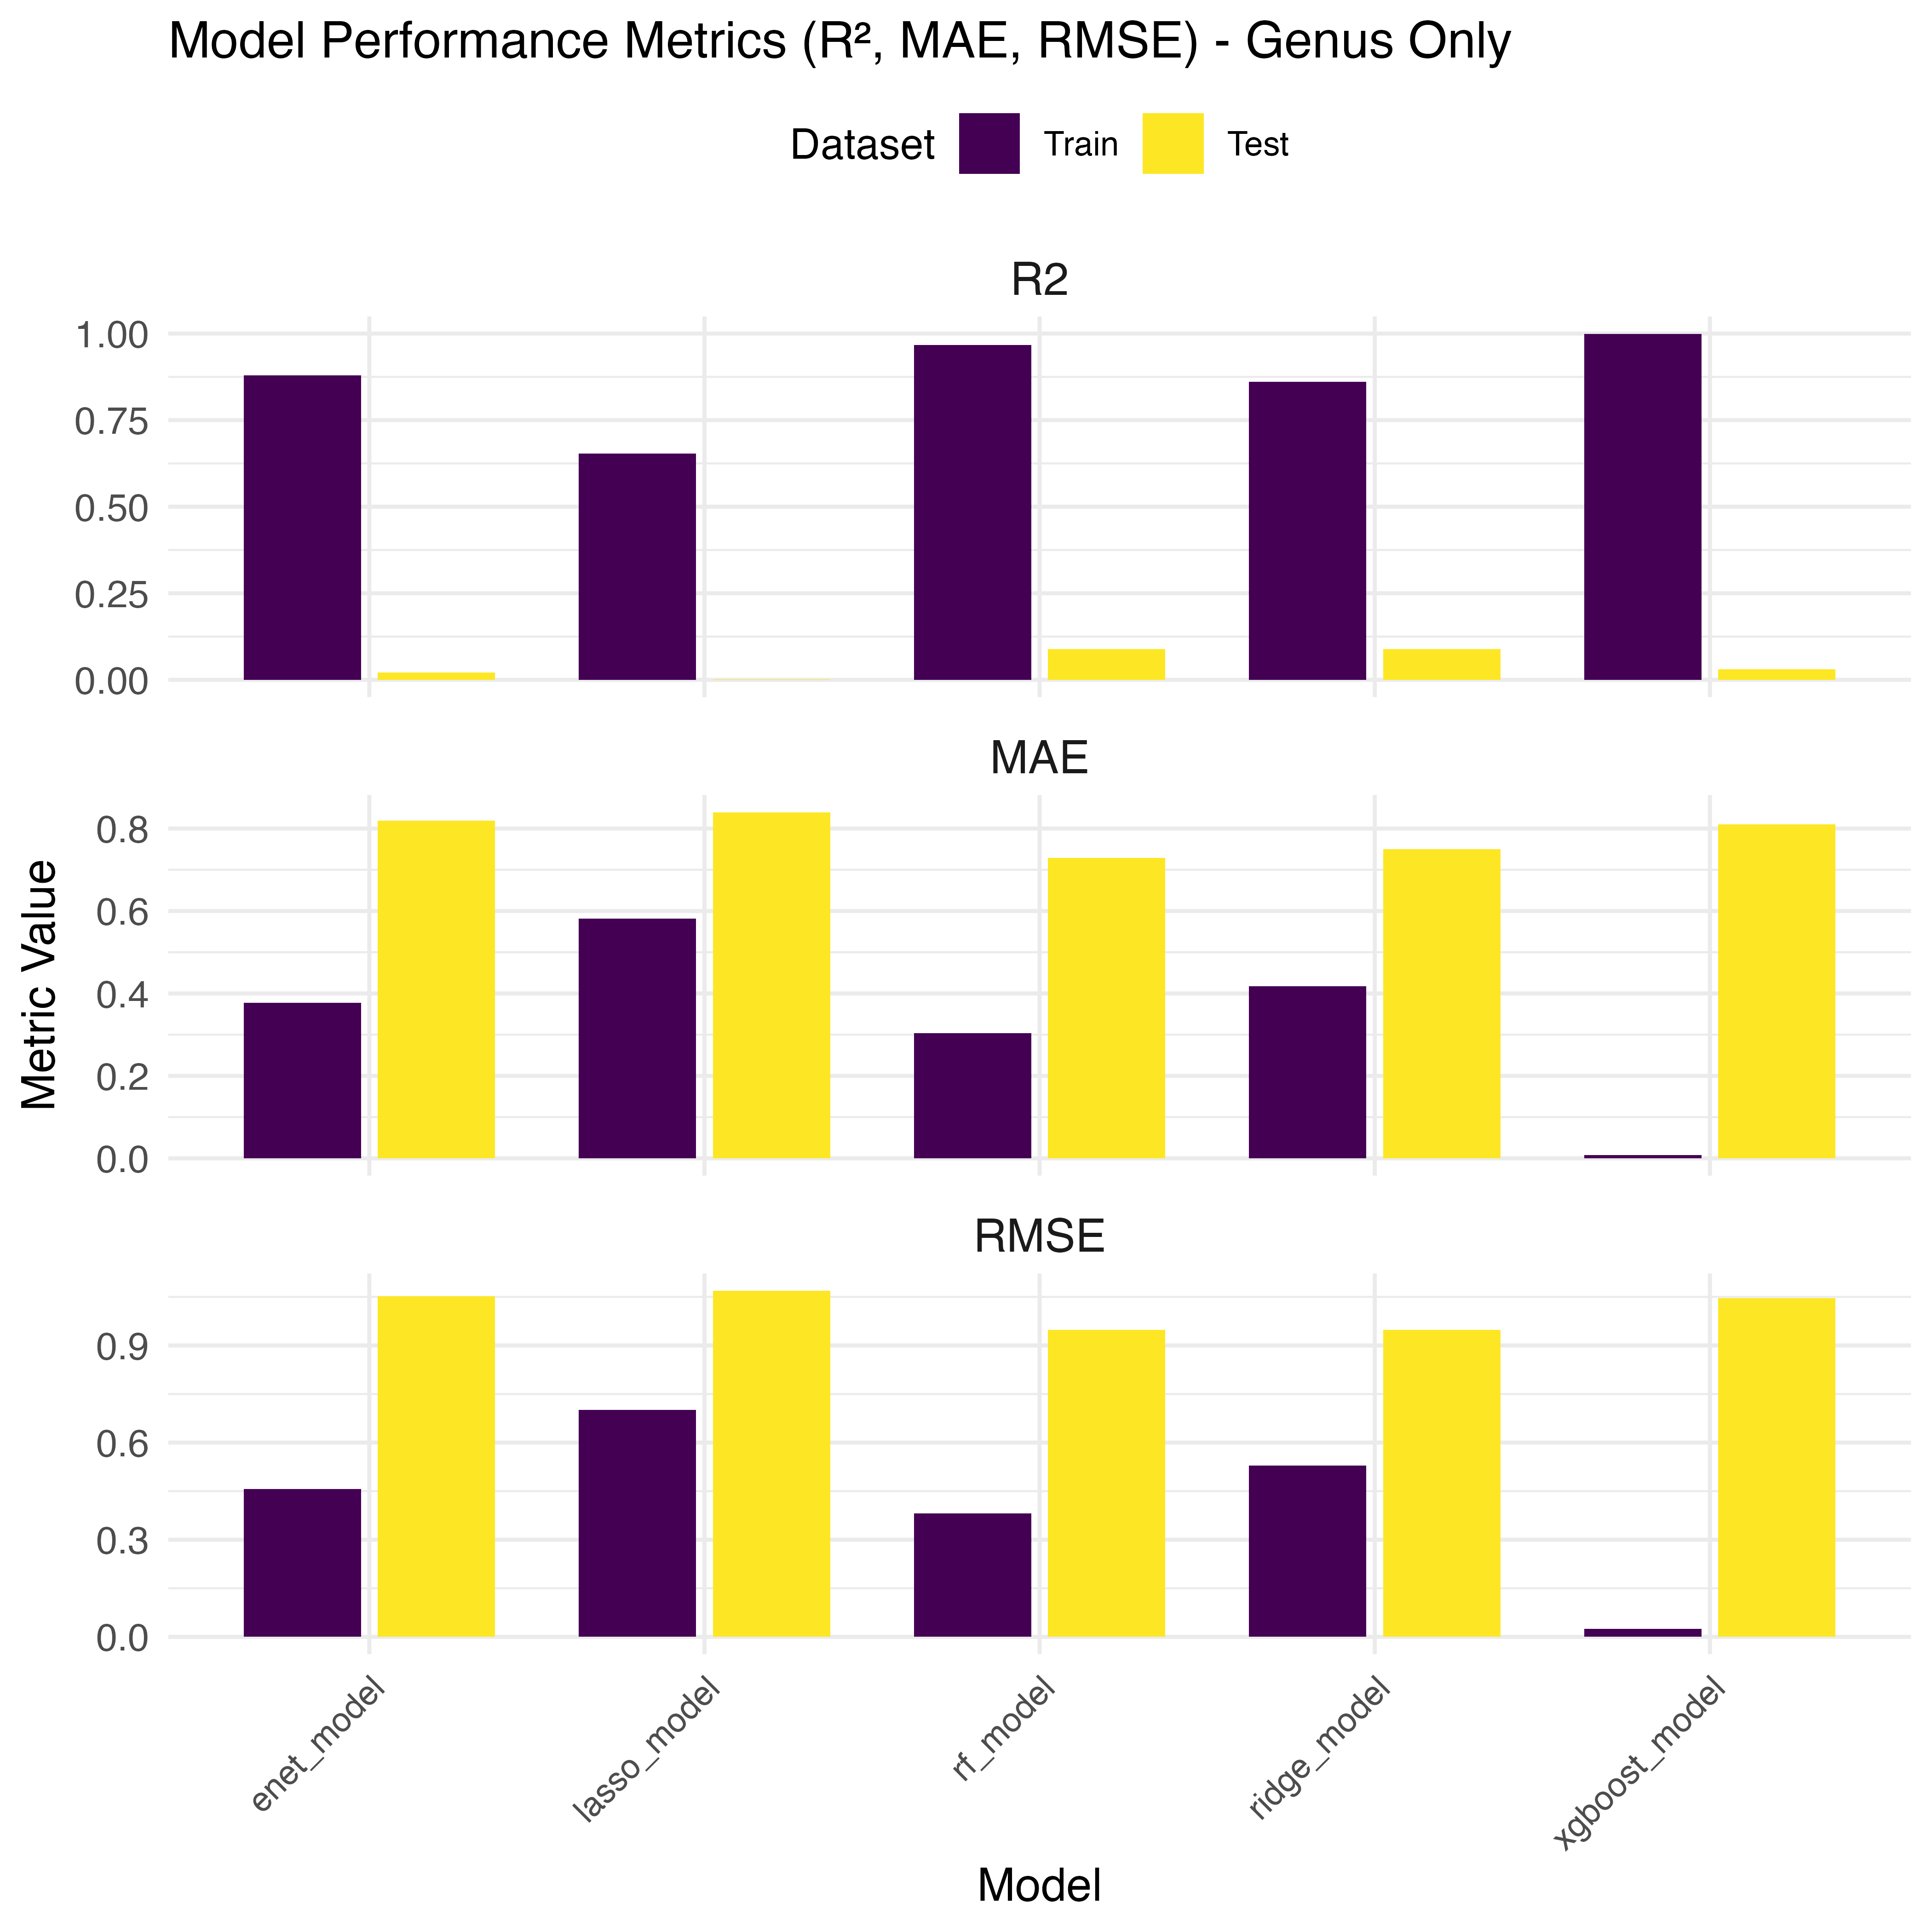 Model Performance Metrics (R², MAE, RMSE) - Genus Only
Dataset Train Test
R2
1.00
0.75
0.50
0.25
0.00
MAE
0.8
0.6
0.4
0.2
0.0
Metric Value
RMSE
0.9
0.6
0.3
0.0
enet_model
lasso_model
rf_model
ridge_model
xgboost_model
Model